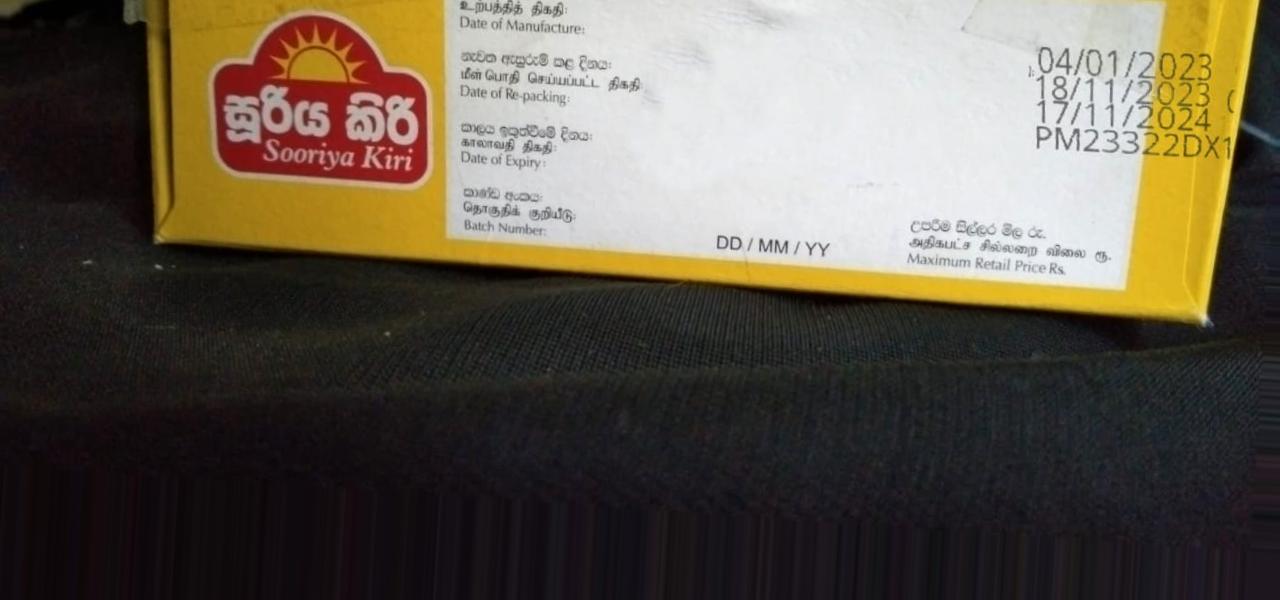 உற்பத்தித் திகதி:
Date of Manufacture:
නැවත ඇසුරුම් කළ දිනය:
மீள் பொதி செய்யப்பட்ட திகதி:
Date of Re-packing:
කාලය ඉකුත්වීමේ දිනය:
காலாவதி திகதி:
Date of Expiry:
කාණ්ඩ අංකය:
தொகுதிக் குறியீடு:
Batch Number:
සූරිය කිරි
Sooriya Kiri
DD / MM / YY
04/01/2023
18/11/2023
17/11/2024
PM23322DX1
උපරිම සිල්ලර මිල රු.
அதிகபட்ச சில்லறை விலை ரூ.
Maximum Retail Price Rs.